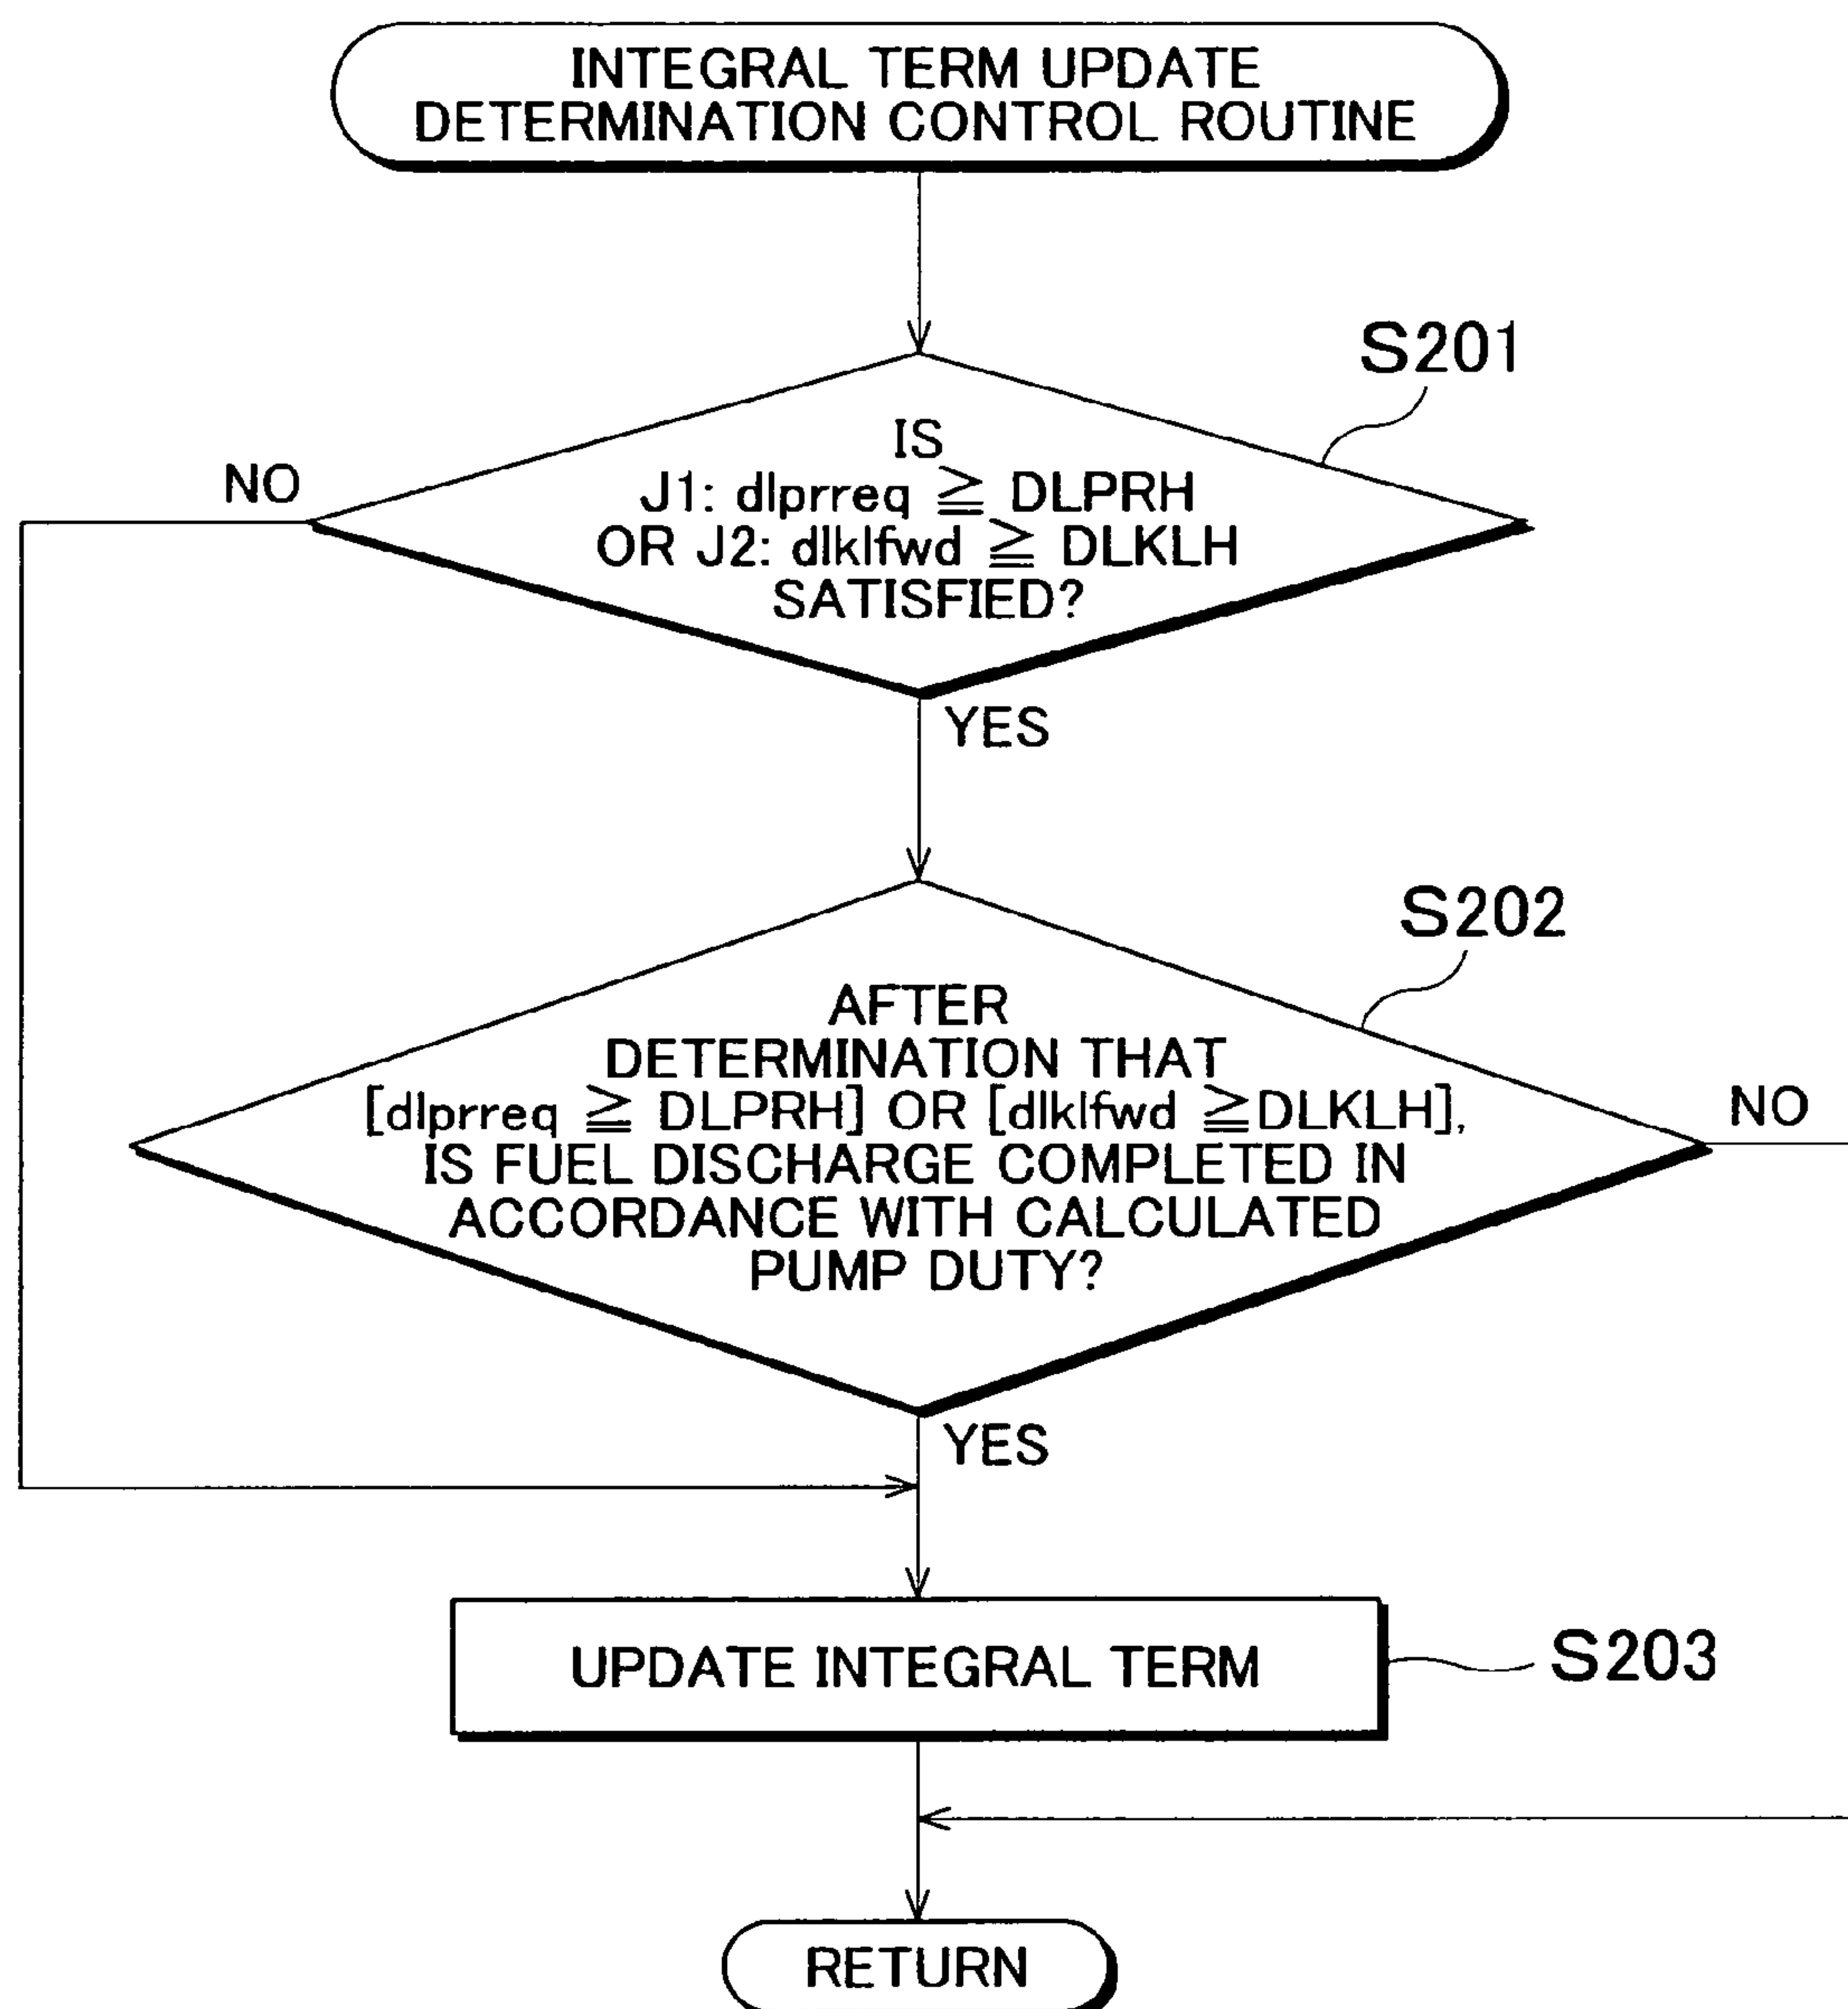 INTEGRAL TERM UPDATE
DETERMINATION CONTROL ROUTINE
S201
IS
NO
J1: dlprreq ≧ DLPRH
OR J2: dlklfwd ≧ DLKLH
SATISFIED?
YES
S202
AFTER
DETERMINATION THAT
[dlprreq ≧ DLPRH] OR [dlklfwd ≧DLKLH],
NO
IS FUEL DISCHARGE COMPLETED IN
ACCORDANCE WITH CALCULATED
PUMP DUTY?
YES
UPDATE INTEGRAL TERM
S203
RETURN